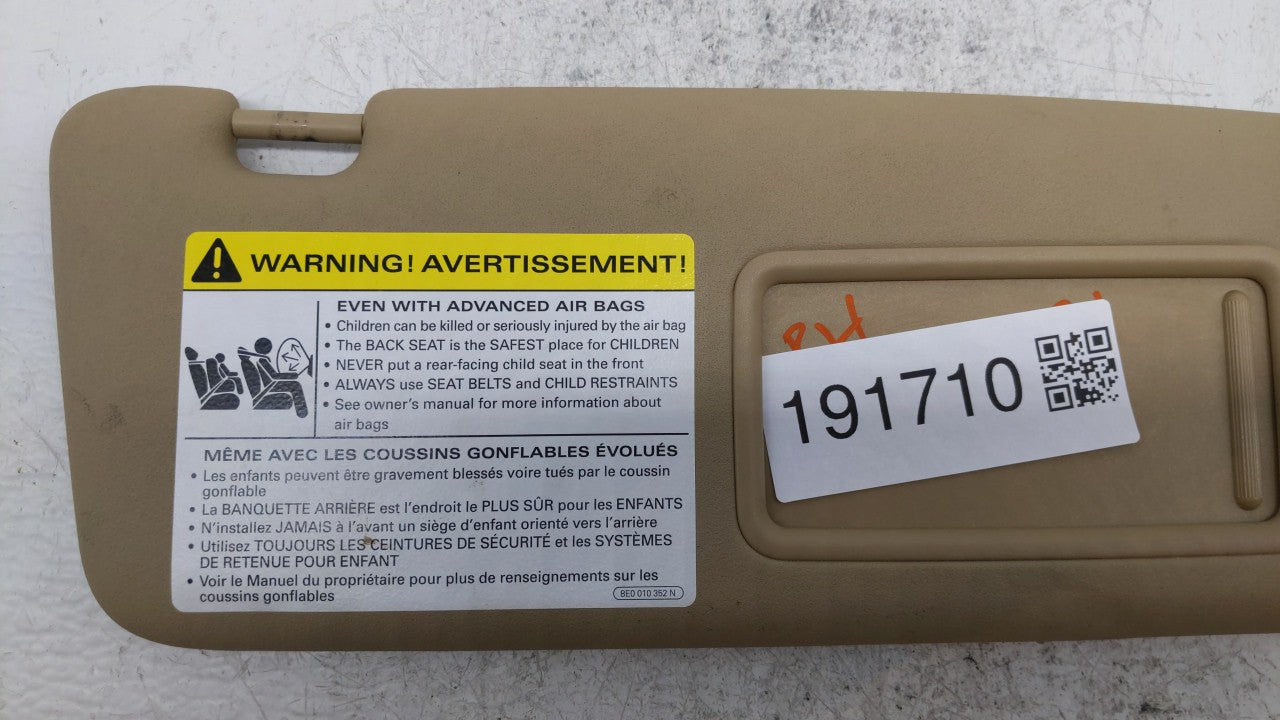 WARNING! AVERTISSEMENT!
EVEN WITH ADVANCED AIR BAGS
• Children can be killed or seriously injured by the air bag
• The BACK SEAT is the SAFEST place for CHILDREN
• NEVER put a rear-facing child seat in the front
• ALWAYS use SEAT BELTS and CHILD RESTRAINTS
• See owner's manual for more information about
air bags
MÊME AVEC LES COUSSINS GONFLABLES ÉVOLUÉS
• Les enfants peuvent être gravement blessés voire tués par le coussin
gonflable
• La BANQUETTE ARRIÈRE est l'endroit le PLUS SÛR pour les ENFANTS
• N'installez JAMAIS à l'avant un siège d'enfant orienté vers l'arrière
• Utilisez TOUJOURS LES CEINTURES DE SÉCURITÉ et les SYSTÈMES
DE RETENUE POUR ENFANT
• Voir le Manuel du propriétaire pour plus de renseignements sur les
coussins gonflables
8E0 010 352 N
191710